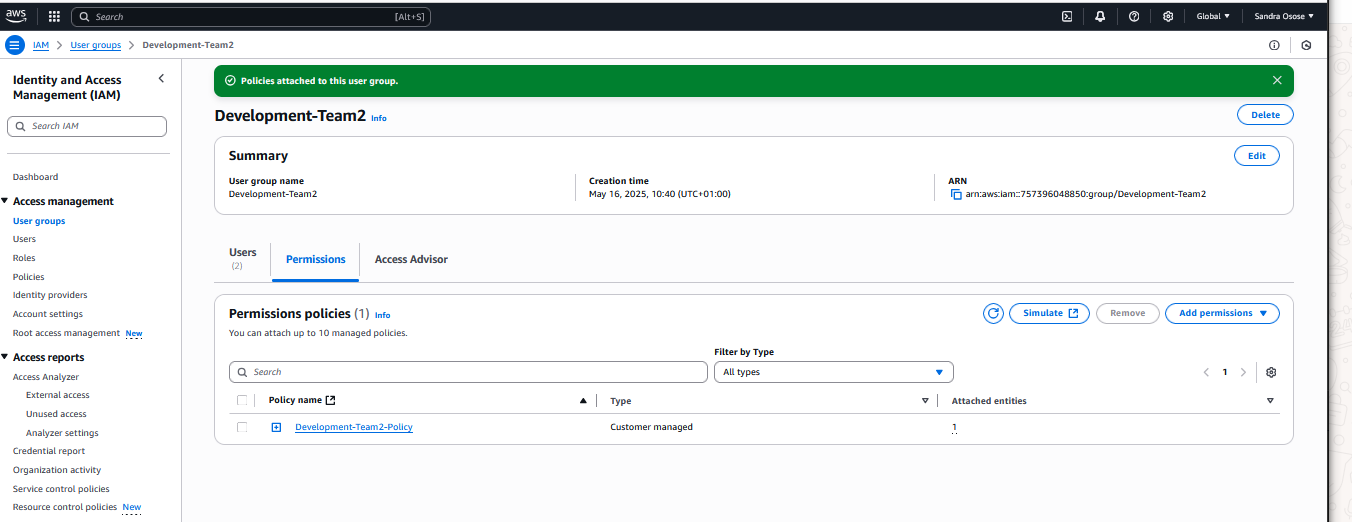 aws
Search [Alt+S] Global Sandra Osose
IAM User groups Development-Team2
Identity and Access Management (IAM)
Search IAM
Dashboard
Access management
User groups
Users
Roles
Policies
Identity providers
Account settings
Root access management New
Access reports
Access Analyzer
External access
Unused access
Analyzer settings
Credential report
Organization activity
Service control policies
Resource control policies New
Policies attached to this user group.
Development-Team2 Info Delete
Summary Edit
User group name Creation time ARN
Development-Team2 May 16, 2025, 10:40 (UTC+01:00) arn:aws:iam::757396048850:group/Development-Team2
Users (2) Permissions Access Advisor
Permissions policies (1) Info Simulate Remove Add permissions
You can attach up to 10 managed policies.
Filter by Type
Search All types 1
Policy name Type Attached entities
Development-Team2-Policy Customer managed 1